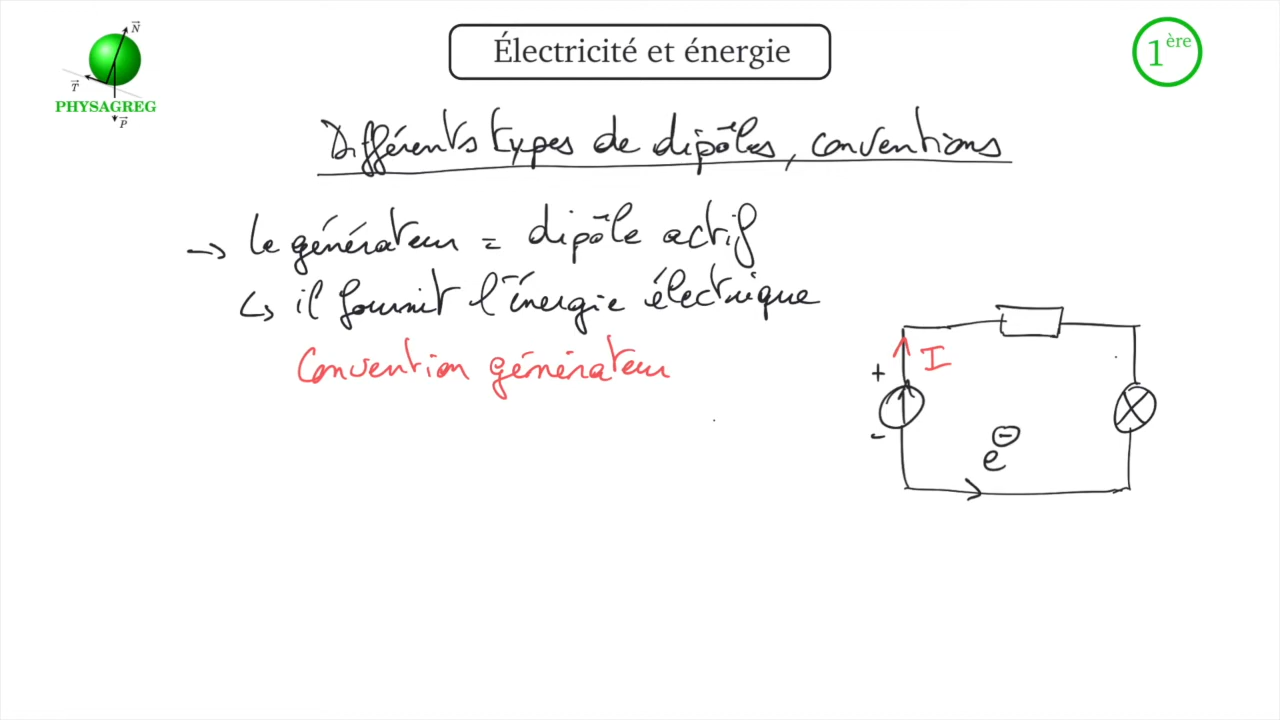 N
T
PHYSAGREG
P
Électricité et énergie
1ère
Différents types de dipôles, conventions
→ le générateur = dipôle actif
↳ il fournit l'énergie électrique
Convention générateur
I
+
-
e⊖